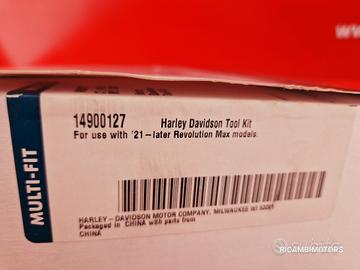 MULTI-FIT
14900127 Harley Davidson Tool Kit
For use with '21-later Revolution Max models.
HARLEY-DAVIDSON MOTOR COMPANY, MILWAUKEE WI 53208
Packaged in CHINA with parts from
CHINA
RICAMBIMOTORS